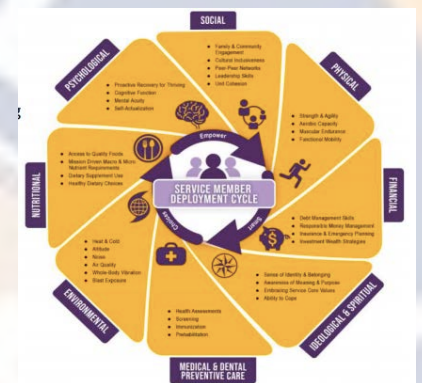 SOCIAL
Family & Community
Engagement
Cultural Inclusiveness
Peer-Peer Networks
Leadership Skills
Unit Cohesion
PHYSICAL
Strength & Agility
Aerobic Capacity
Muscular Endurance
Functional Mobility
FINANCIAL
Debt Management Skills
Responsible Money Management
Insurance & Emergency Planning
Investment Wealth Strategies
IDEOLOGICAL & SPIRITUAL
Sense of Identity & Belonging
Awareness of Meaning & Purpose
Embracing Service Core Values
Ability to Cope
MEDICAL & DENTAL
PREVENTIVE CARE
Health Assessments
Screening
Immunization
Prehabilitation
ENVIRONMENTAL
Heat & Cold
Altitude
Noise
Air Quality
Whole-Body Vibration
Blast Exposure
NUTRITIONAL
Access to Quality Foods
Mission Driven Macro & Micro
Nutrient Requirements
Dietary Supplement Use
Healthy Dietary Choices
PSYCHOLOGICAL
Proactive Recovery for Thriving
Cognitive Function
Mental Acuity
Self-Actualization
Empower
SERVICE MEMBER
DEPLOYMENT CYCLE
g